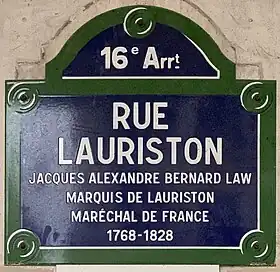 16e Arrt
RUE
LAURISTON
JACQUES ALEXANDRE BERNARD LAW
MARQUIS DE LAURISTON
MARÉCHAL DE FRANCE
1768-1828